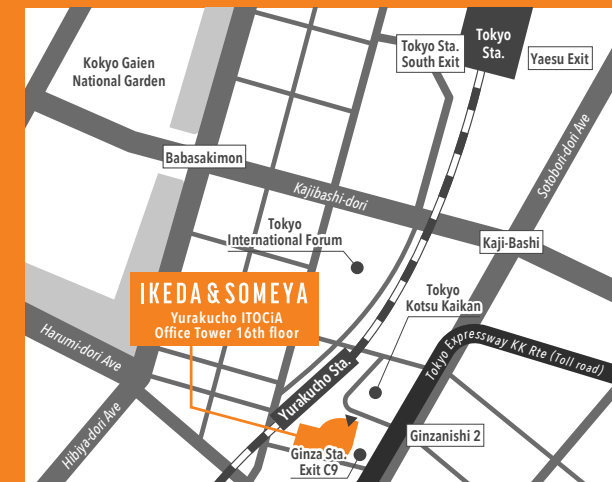 Tokyo
Sta.
Tokyo Sta.
South Exit
Yaesu Exit
Kokyo Gaien
National Garden
Sotobori-dori Ave
Babasakimon
Kajibashi-dori
Tokyo
International Forum
Kaji-Bashi
IKEDA&SOMEYA
Yurakucho ITOCiA
Office Tower 16th floor
Tokyo
Kotsu Kaikan
Harumi-dori Ave
Tokyo Expressway KK Rte (Toll road)
Yurakucho Sta.
Hibiya-dori Ave
Ginzanishi 2
Ginza Sta.
Exit C9